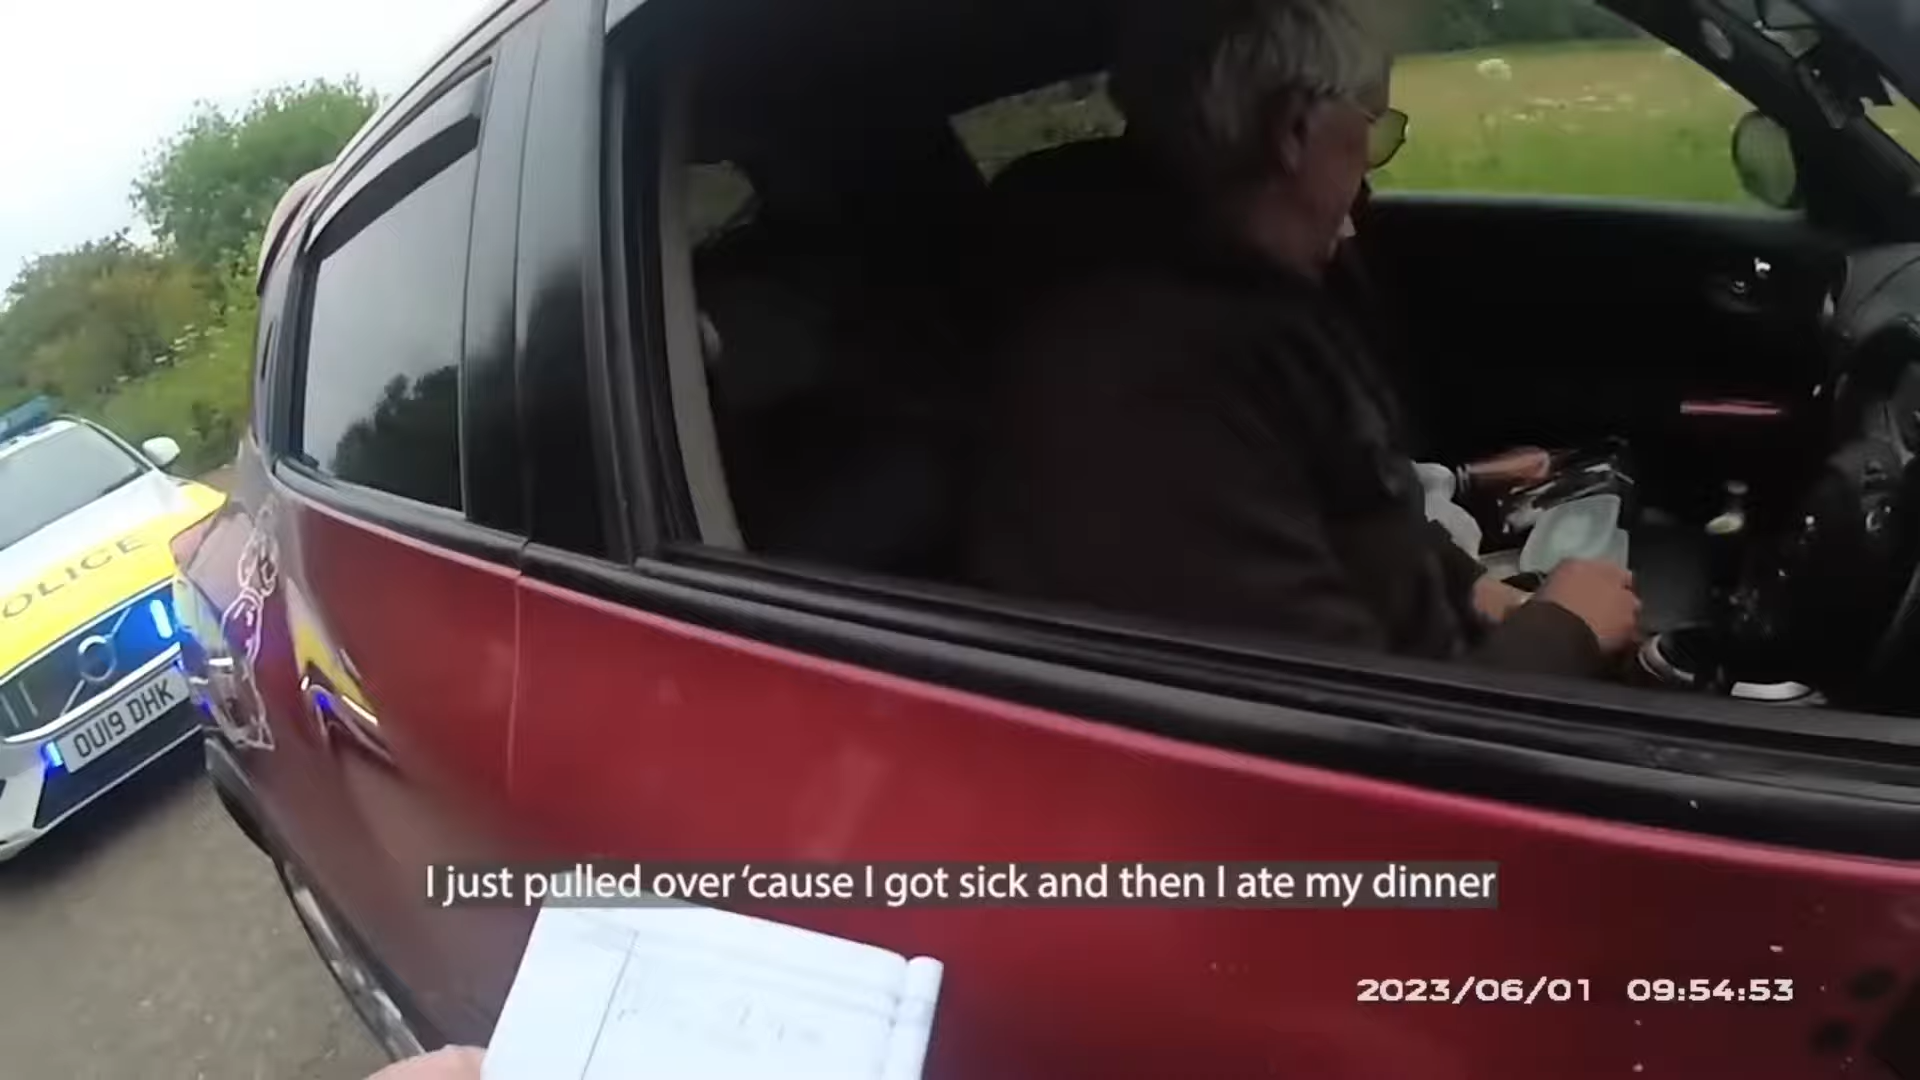 OLICE
OU19 DHK
I just pulled over ‘cause I got sick and then I ate my dinner
2023/06/01 09:54:53